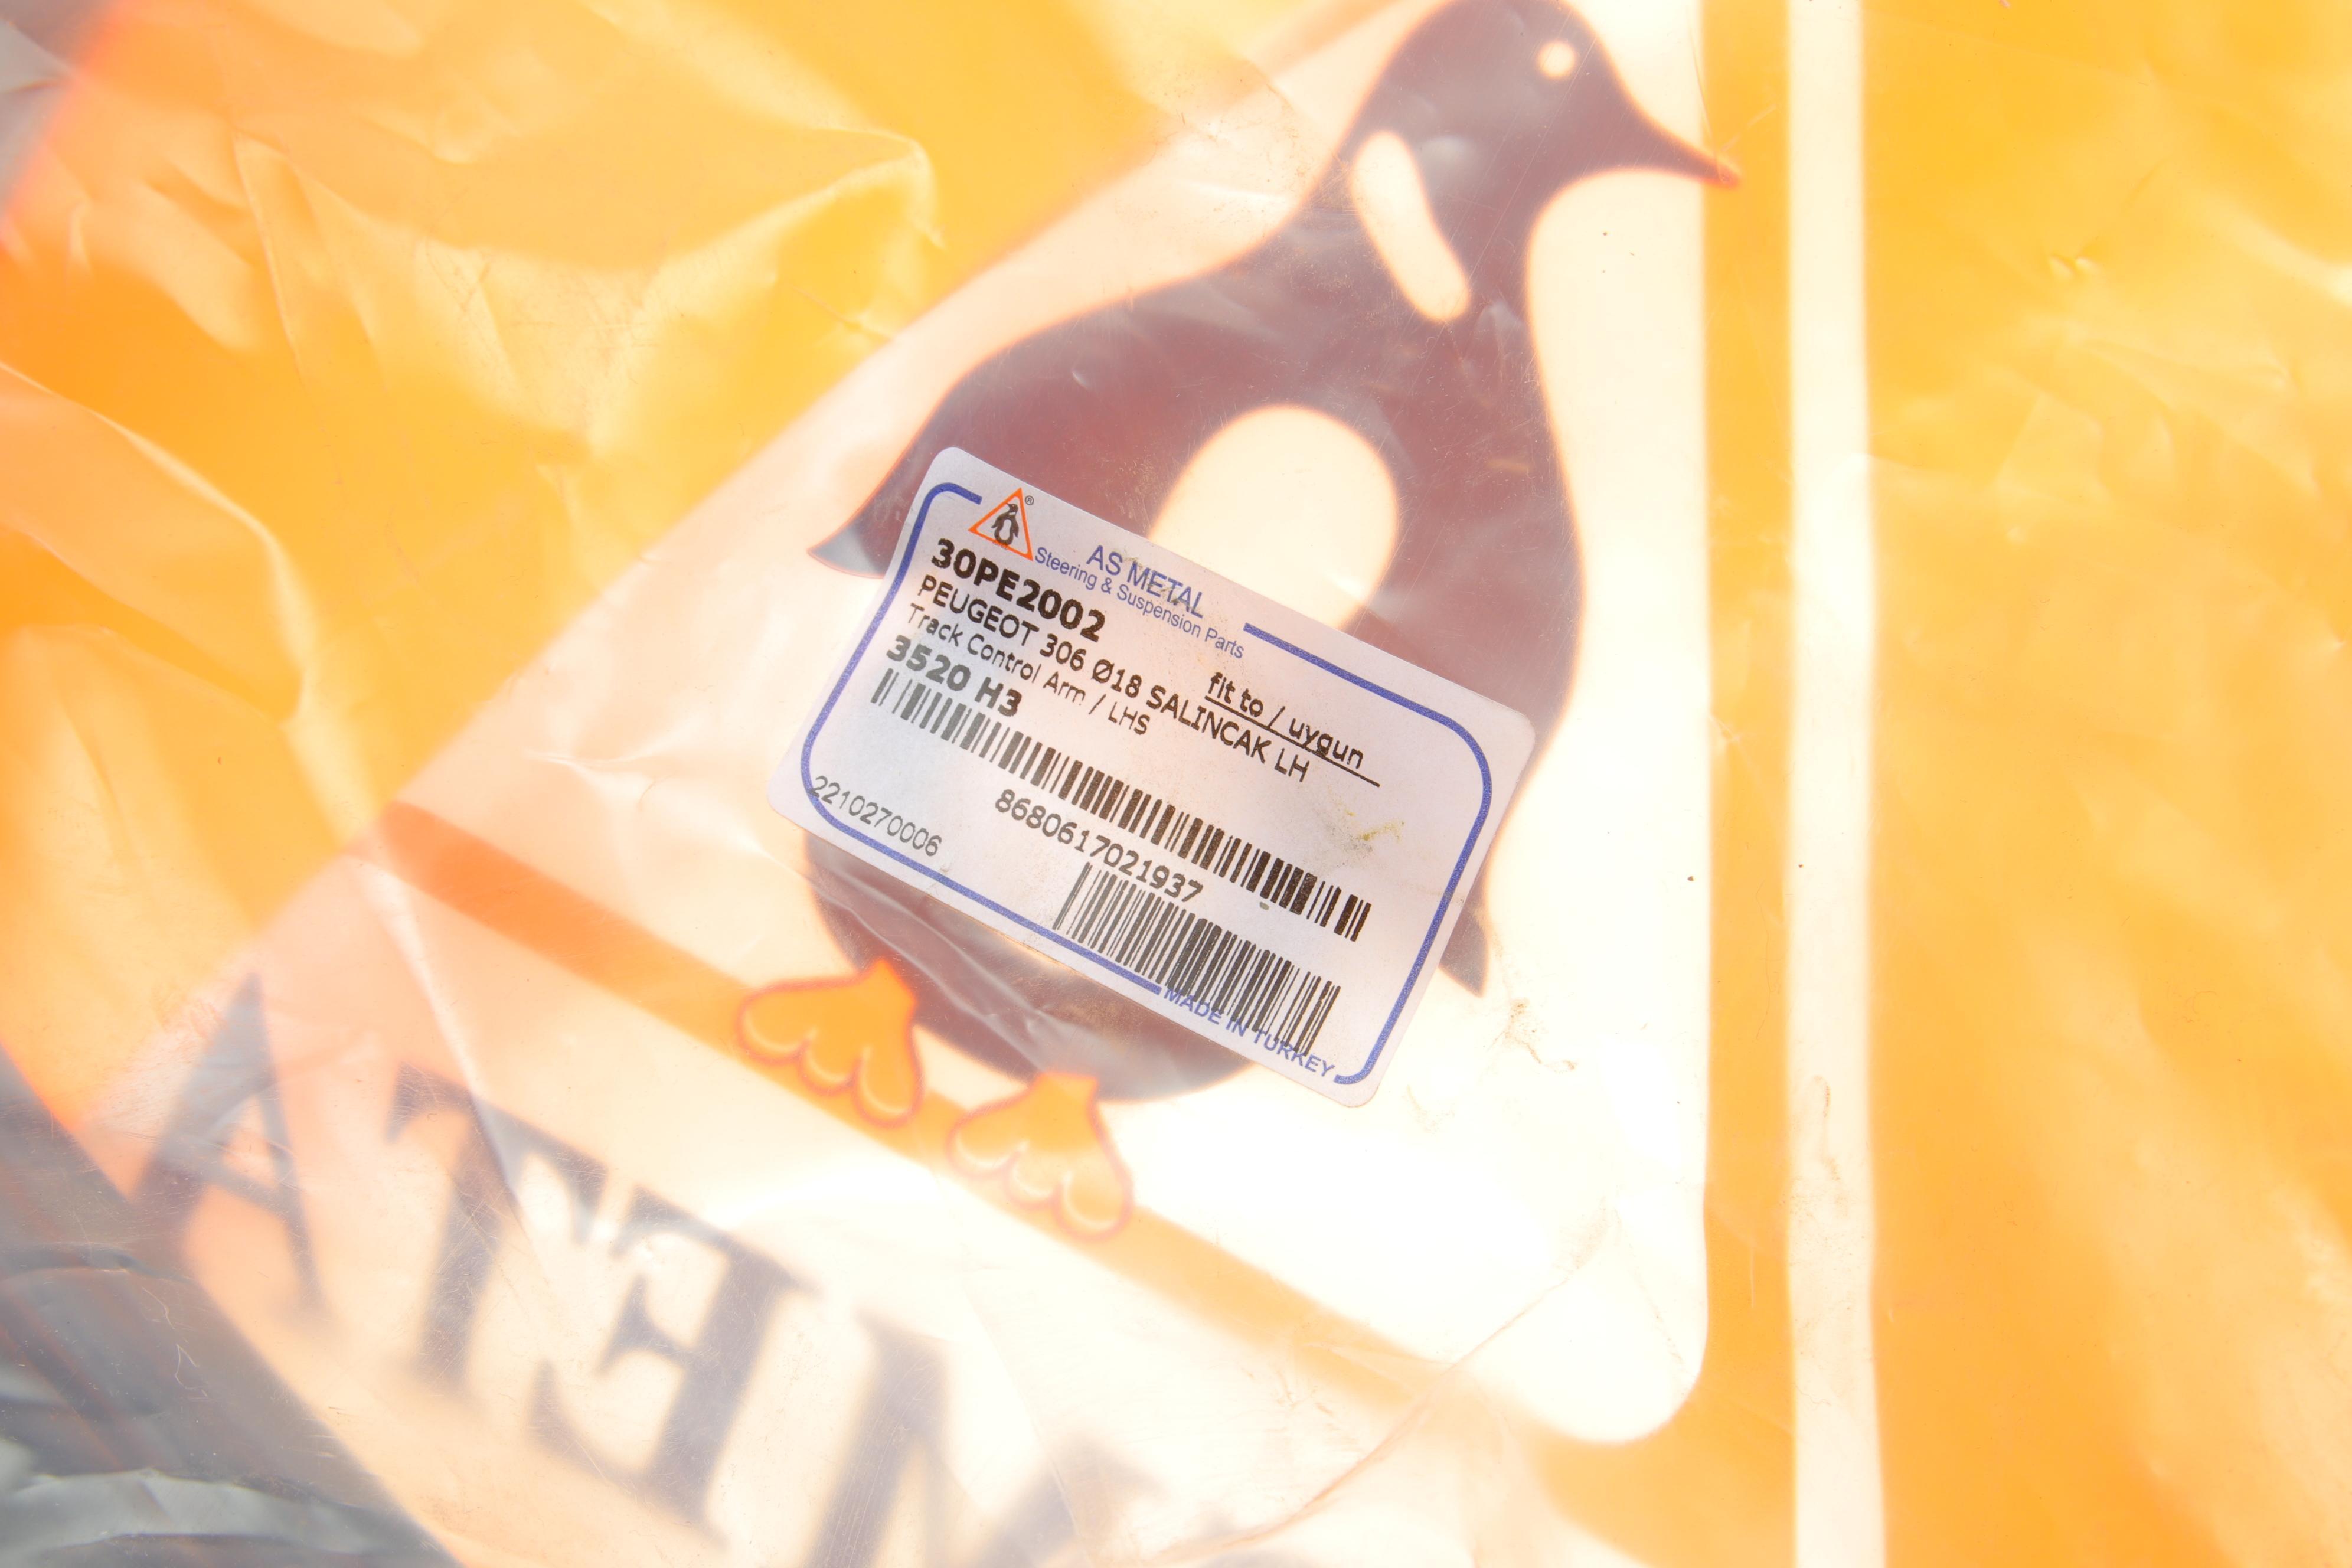 ®
AS METAL
Steering & Suspension Parts
30PE2002
fit to / uygun
PEUGEOT 306 Ø18 SALINCAK LH
Track Control Arm / LHS
3520 H3
8680617021937
2210270006
MADE IN TURKEY
META